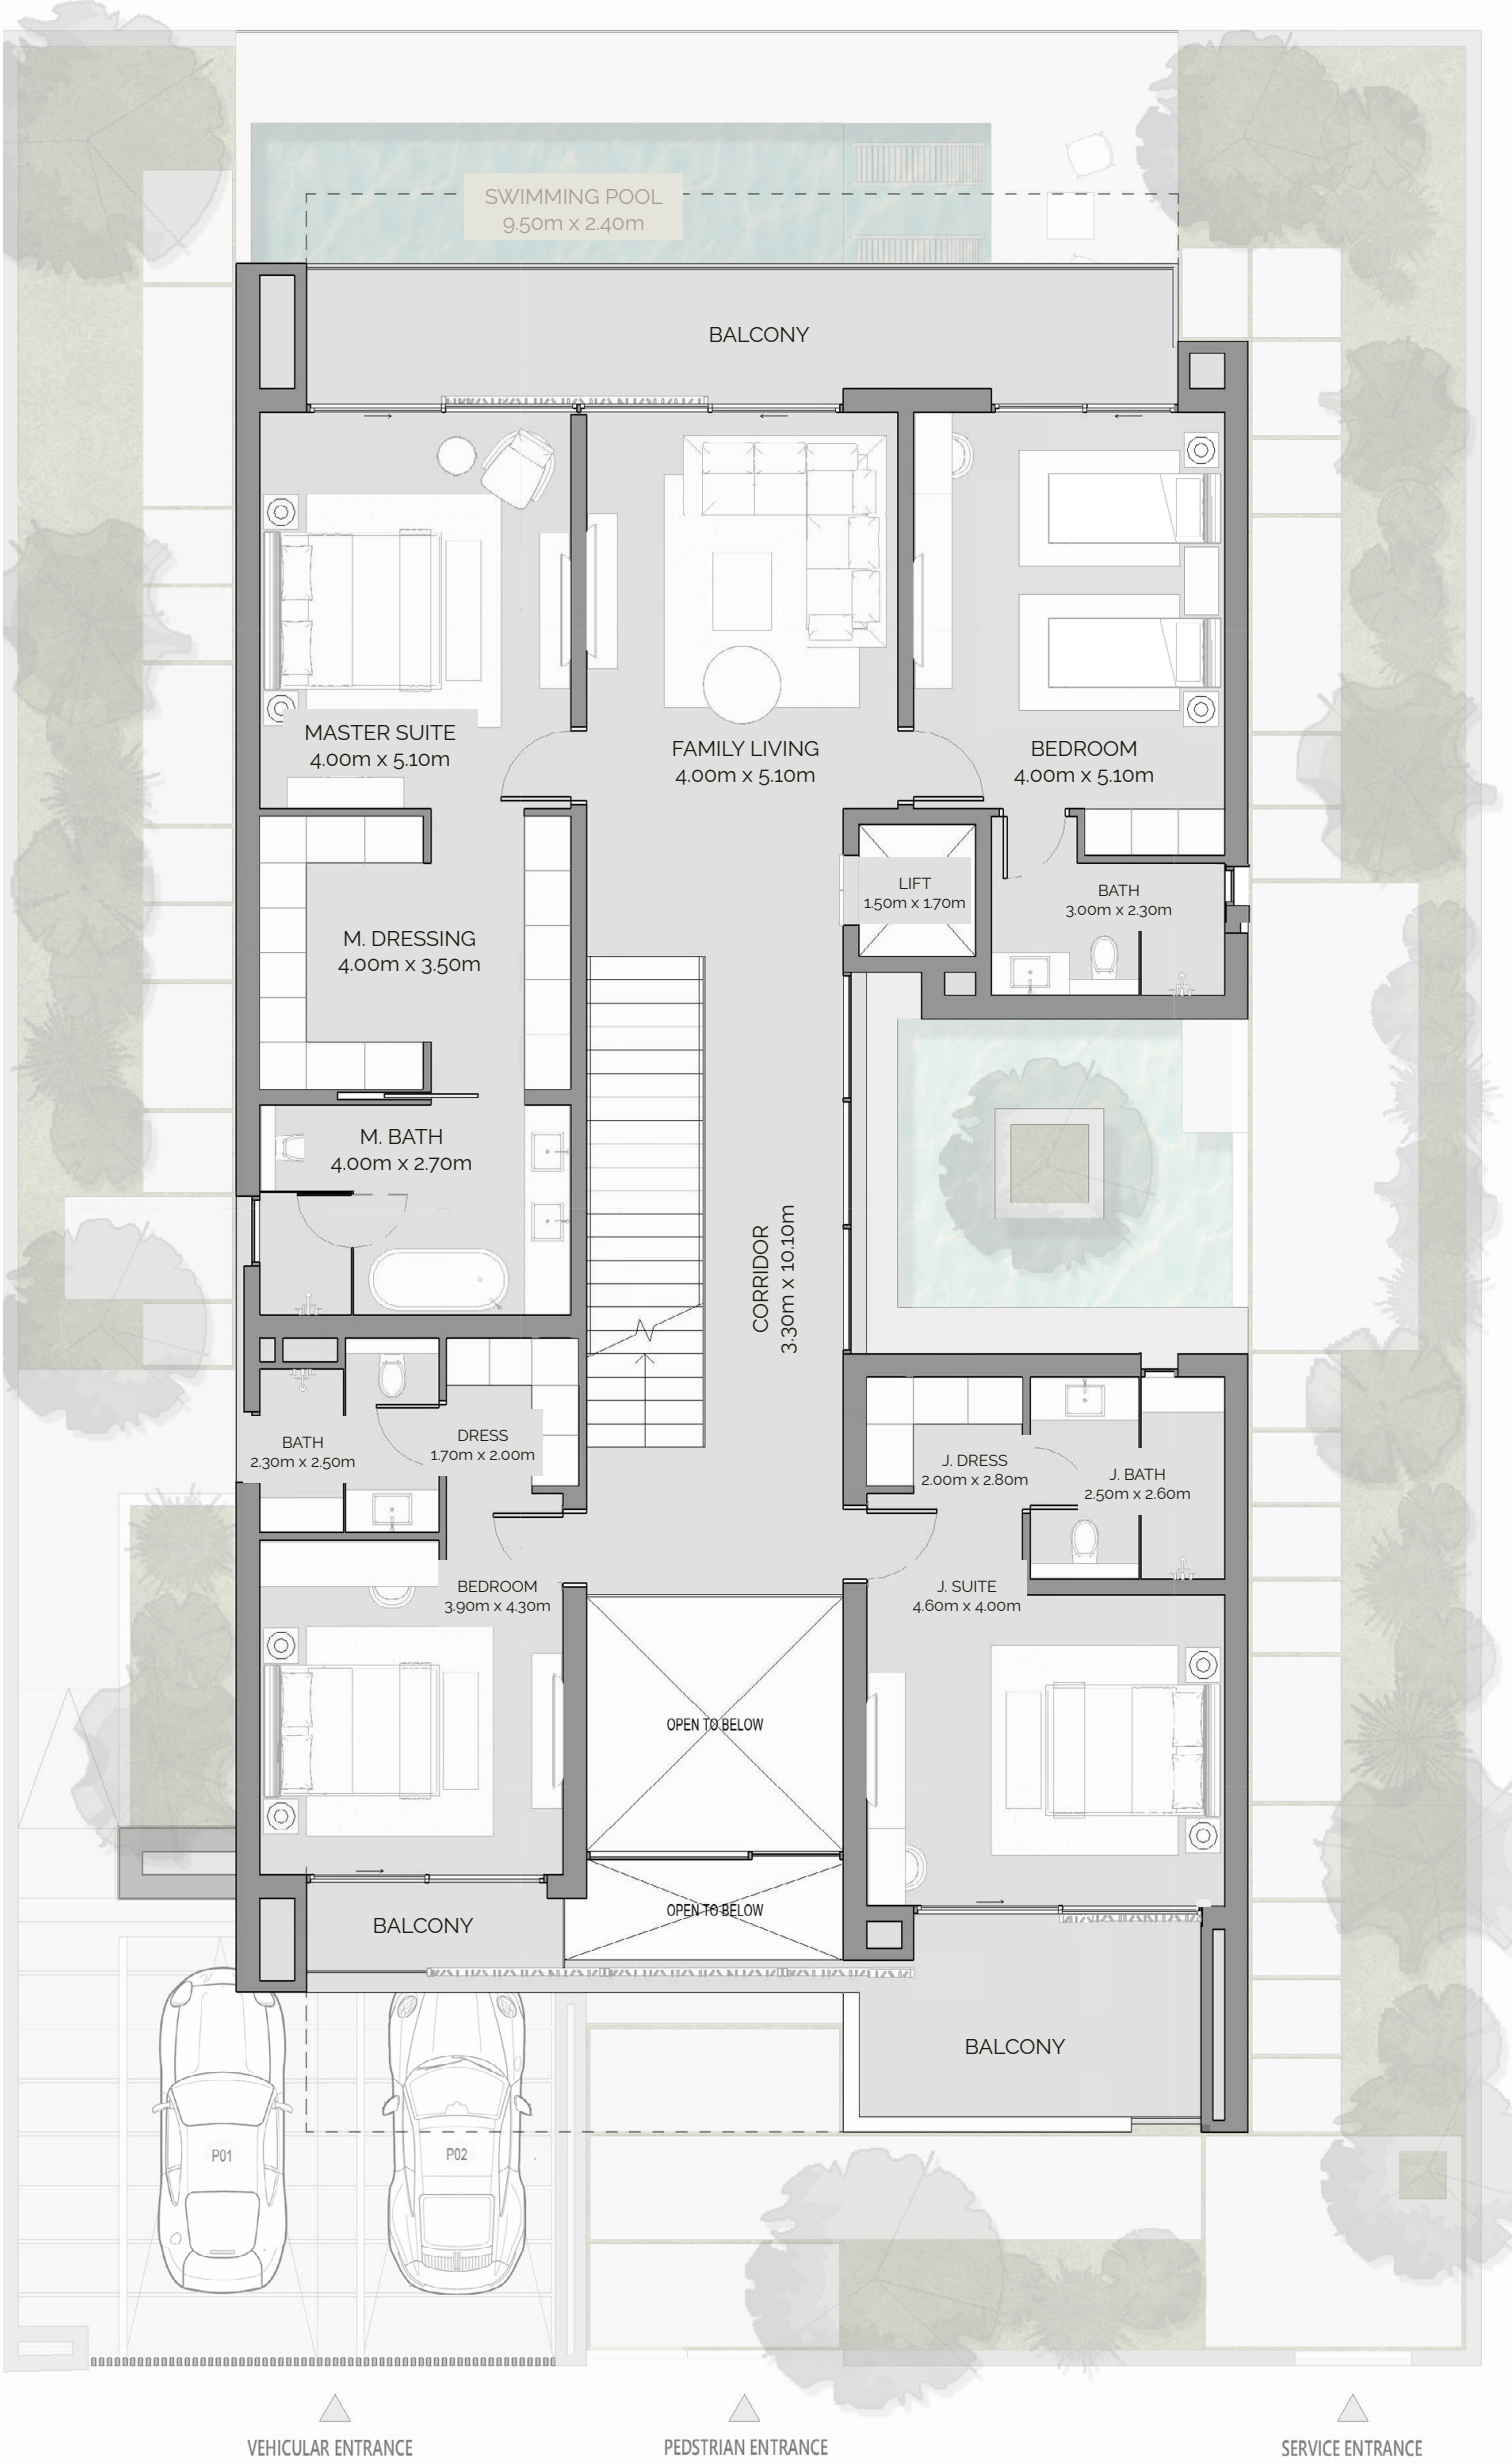 SWIMMING POOL
9.50m x 2.40m
BALCONY
MASTER SUITE
4.00m x 5.10m
FAMILY LIVING
4.00m x 5.10m
BEDROOM
4.00m x 5.10m
LIFT
1.50m x 1.70m
BATH
3.00m x 2.30m
M. DRESSING
4.00m x 3.50m
M. BATH
4.00m x 2.70m
CORRIDOR
3.30m x 10.10m
BATH
2.30m x 2.50m
DRESS
1.70m x 2.00m
J. DRESS
2.00m x 2.80m
J. BATH
2.50m x 2.60m
BEDROOM
3.90m x 4.30m
J. SUITE
4.60m x 4.00m
OPEN TO BELOW
OPEN TO BELOW
BALCONY
BALCONY
P01
P02
VEHICULAR ENTRANCE
PEDSTRIAN ENTRANCE
SERVICE ENTRANCE